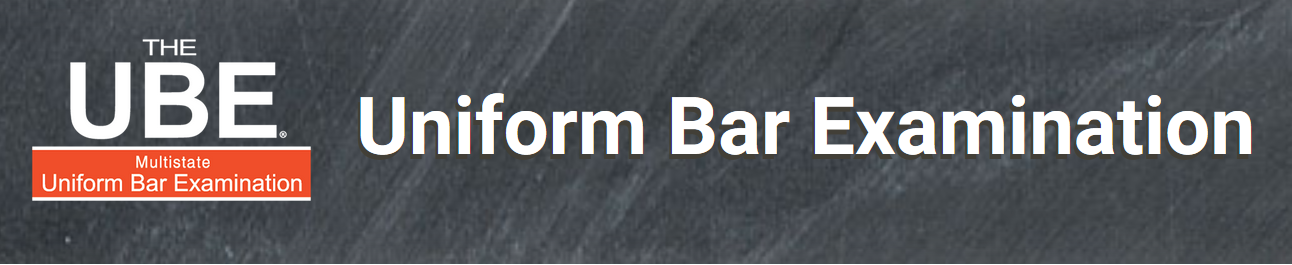 THE
UBE®
Multistate
Uniform Bar Examination
Uniform Bar Examination